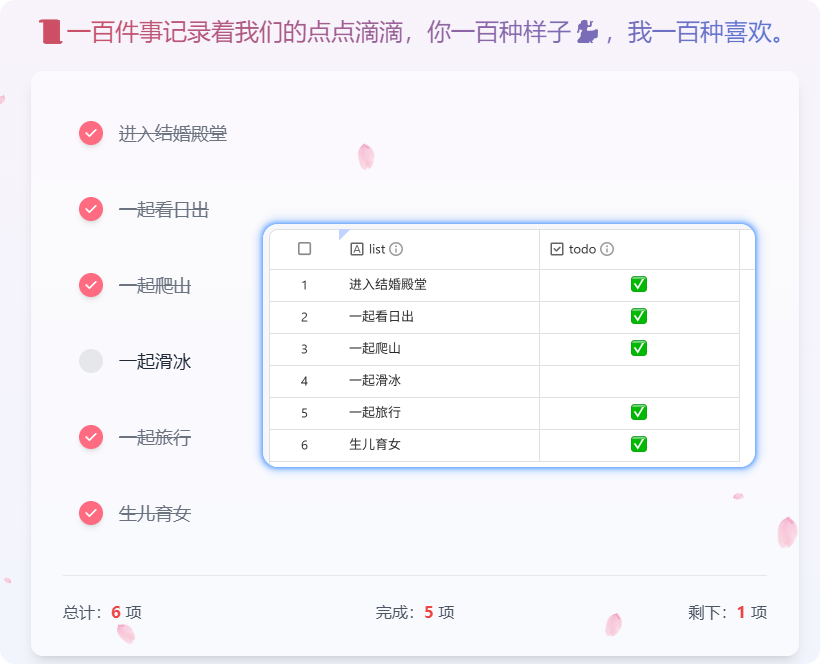 📜一百件事记录着我们的点点滴滴，你一百种样子🐿，我一百种喜欢。
进入结婚殿堂
一起看日出
一起爬山
一起滑冰
一起旅行
生儿育女
list todo
1 进入结婚殿堂 ✅
2 一起看日出 ✅
3 一起爬山 ✅
4 一起滑冰
5 一起旅行 ✅
6 生儿育女 ✅
总计：6 项 完成：5 项 剩下：1 项